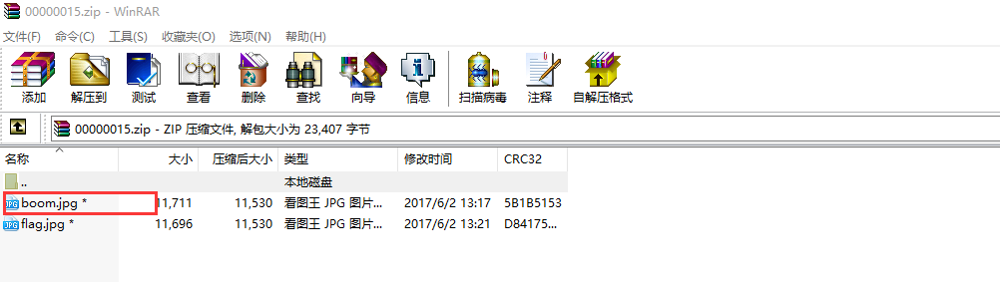 00000015.zip - WinRAR
文件(F) 命令(C) 工具(S) 收藏夹(O) 选项(N) 帮助(H)
添加 解压到 测试 查看 删除 查找 向导 信息 扫描病毒 注释 自解压格式
00000015.zip - ZIP 压缩文件, 解包大小为 23,407 字节
名称 大小 压缩后大小 类型 修改时间 CRC32
.. 本地磁盘
JPG boom.jpg * 11,711 11,530 看图王 JPG 图片... 2017/6/2 13:17 5B1B5153
JPG flag.jpg * 11,696 11,530 看图王 JPG 图片... 2017/6/2 13:21 D84175...